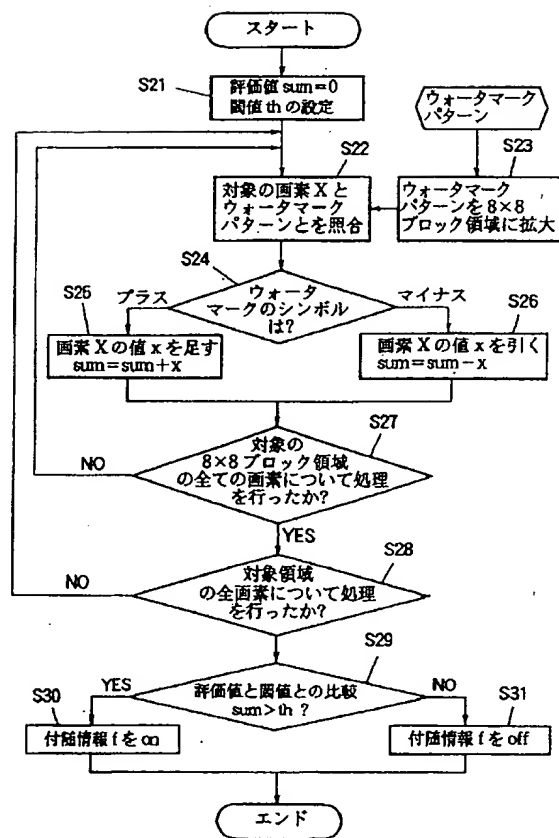 スタート
S21
評価値 sum=0
閾値 th の設定
ウォータマーク
パターン
S22
対象の画素 X と
ウォータマーク
パターンとを照合
S23
ウォータマーク
パターンを 8×8
ブロック領域に拡大
S24
ウォータ
マークのシンボル
は?
プラス
マイナス
S25
画素 X の値 x を足す
sum=sum+x
S26
画素 X の値 x を引く
sum=sum-x
S27
対象の
8×8 ブロック領域
の全ての画素について処理
を行ったか?
NO
YES
S28
対象領域
の全画素について処理
を行ったか?
NO
S29
評価値と閾値との比較
sum>th ?
YES
NO
S30
付随情報 f を on
S31
付随情報 f を off
エンド